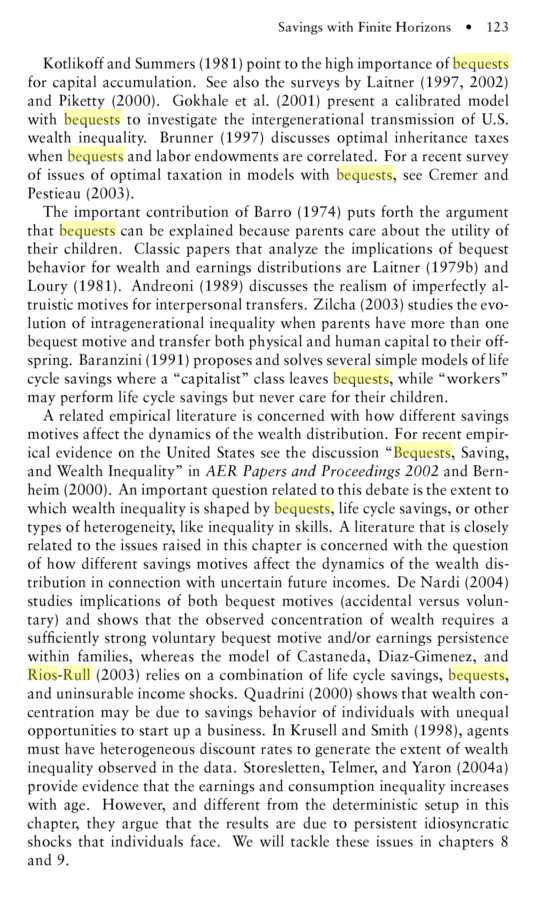 Savings with Finite Horizons • 123
Kotlikoff and Summers (1981) point to the high importance of bequests
for capital accumulation. See also the surveys by Laitner (1997, 2002)
and Piketty (2000). Gokhale et al. (2001) present a calibrated model
with bequests to investigate the intergenerational transmission of U.S.
wealth inequality. Brunner (1997) discusses optimal inheritance taxes
when bequests and labor endowments are correlated. For a recent survey
of issues of optimal taxation in models with bequests, see Cremer and
Pestieau (2003).
The important contribution of Barro (1974) puts forth the argument
that bequests can be explained because parents care about the utility of
their children. Classic papers that analyze the implications of bequest
behavior for wealth and earnings distributions are Laitner (1979b) and
Loury (1981). Andreoni (1989) discusses the realism of imperfectly al-
truistic motives for interpersonal transfers. Zilcha (2003) studies the evo-
lution of intragenerational inequality when parents have more than one
bequest motive and transfer both physical and human capital to their off-
spring. Baranzini (1991) proposes and solves several simple models of life
cycle savings where a “capitalist” class leaves bequests, while “workers”
may perform life cycle savings but never care for their children.
A related empirical literature is concerned with how different savings
motives affect the dynamics of the wealth distribution. For recent empir-
ical evidence on the United States see the discussion “Bequests, Saving,
and Wealth Inequality” in AER Papers and Proceedings 2002 and Bern-
heim (2000). An important question related to this debate is the extent to
which wealth inequality is shaped by bequests, life cycle savings, or other
types of heterogeneity, like inequality in skills. A literature that is closely
related to the issues raised in this chapter is concerned with the question
of how different savings motives affect the dynamics of the wealth dis-
tribution in connection with uncertain future incomes. De Nardi (2004)
studies implications of both bequest motives (accidental versus volun-
tary) and shows that the observed concentration of wealth requires a
sufficiently strong voluntary bequest motive and/or earnings persistence
within families, whereas the model of Castaneda, Diaz-Gimenez, and
Rios-Rull (2003) relies on a combination of life cycle savings, bequests,
and uninsurable income shocks. Quadrini (2000) shows that wealth con-
centration may be due to savings behavior of individuals with unequal
opportunities to start up a business. In Krusell and Smith (1998), agents
must have heterogeneous discount rates to generate the extent of wealth
inequality observed in the data. Storesletten, Telmer, and Yaron (2004a)
provide evidence that the earnings and consumption inequality increases
with age. However, and different from the deterministic setup in this
chapter, they argue that the results are due to persistent idiosyncratic
shocks that individuals face. We will tackle these issues in chapters 8
and 9.